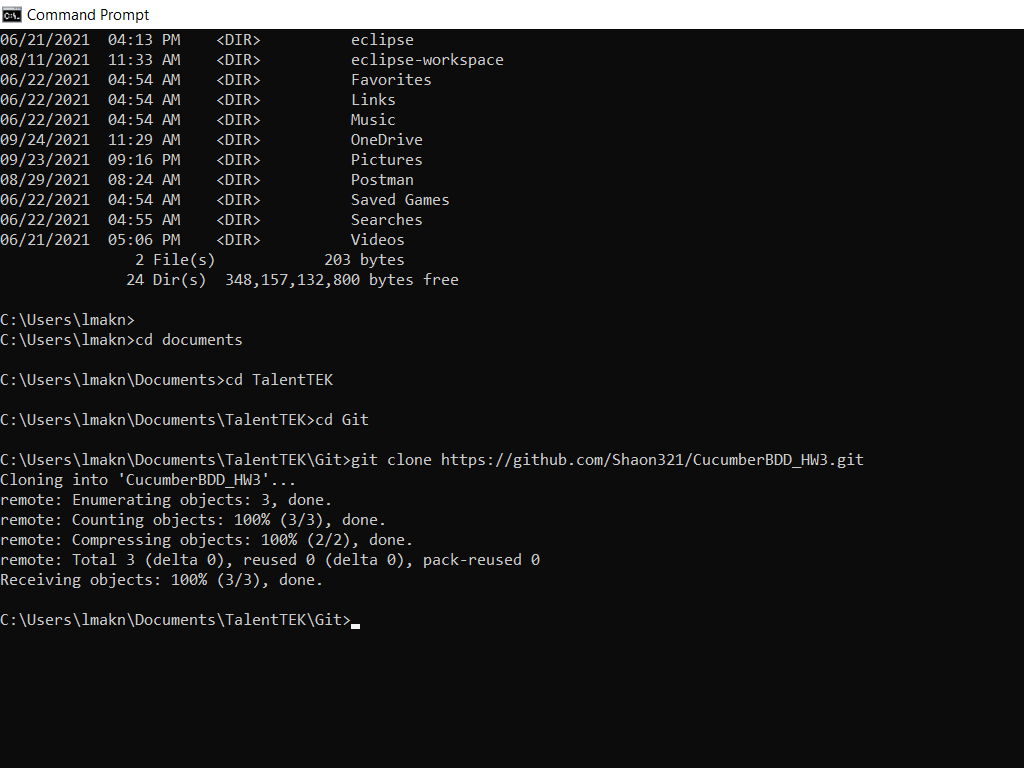 Command Prompt
06/21/2021  04:13 PM    <DIR>          eclipse
08/11/2021  11:33 AM    <DIR>          eclipse-workspace
06/22/2021  04:54 AM    <DIR>          Favorites
06/22/2021  04:54 AM    <DIR>          Links
06/22/2021  04:54 AM    <DIR>          Music
09/24/2021  11:29 AM    <DIR>          OneDrive
09/23/2021  09:16 PM    <DIR>          Pictures
08/29/2021  08:24 AM    <DIR>          Postman
06/22/2021  04:54 AM    <DIR>          Saved Games
06/22/2021  04:55 AM    <DIR>          Searches
06/21/2021  05:06 PM    <DIR>          Videos
               2 File(s)            203 bytes
              24 Dir(s)  348,157,132,800 bytes free

C:\Users\lmakn>
C:\Users\lmakn>cd documents

C:\Users\lmakn\Documents>cd TalentTEK

C:\Users\lmakn\Documents\TalentTEK>cd Git

C:\Users\lmakn\Documents\TalentTEK\Git>git clone https://github.com/Shaon321/CucumberBDD_HW3.git
Cloning into 'CucumberBDD_HW3'...
remote: Enumerating objects: 3, done.
remote: Counting objects: 100% (3/3), done.
remote: Compressing objects: 100% (2/2), done.
remote: Total 3 (delta 0), reused 0 (delta 0), pack-reused 0
Receiving objects: 100% (3/3), done.

C:\Users\lmakn\Documents\TalentTEK\Git>